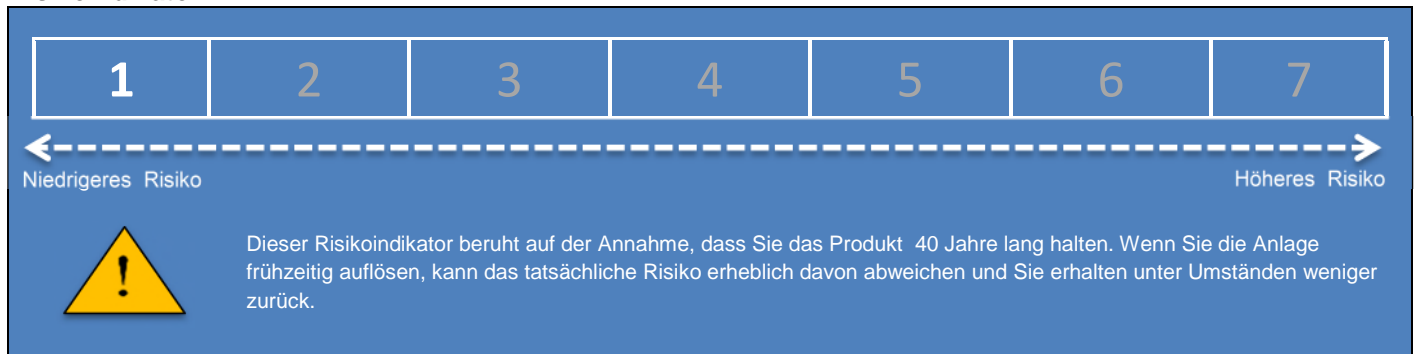 1 2 3 4 5 6 7
Niedrigeres Risiko Höheres Risiko
Dieser Risikoindikator beruht auf der Annahme, dass Sie das Produkt 40 Jahre lang halten. Wenn Sie die Anlage
frühzeitig auflösen, kann das tatsächliche Risiko erheblich davon abweichen und Sie erhalten unter Umständen weniger
zurück.